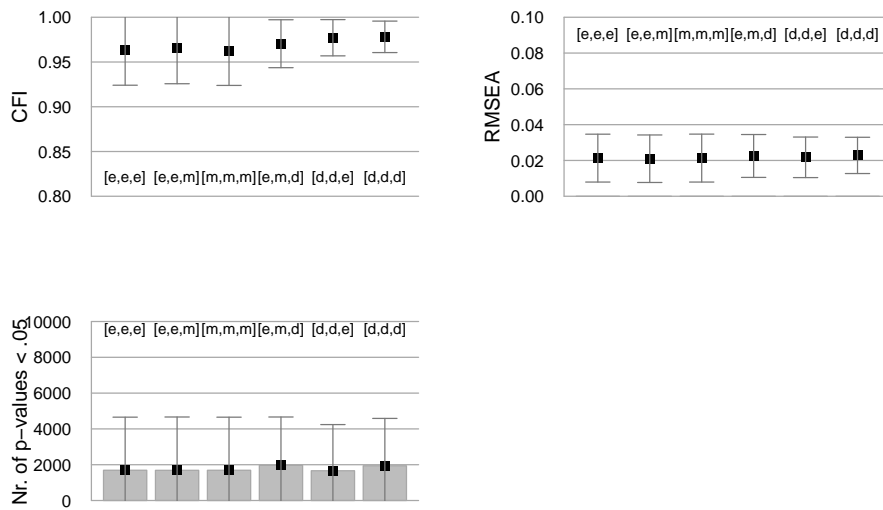 1.00
0.95
0.90
0.85
0.80
CFI
[e,e,e] [e,e,m] [m,m,m] [e,m,d] [d,d,e] [d,d,d]
0.10
0.08
0.06
0.04
0.02
0.00
RMSEA
[e,e,e] [e,e,m] [m,m,m] [e,m,d] [d,d,e] [d,d,d]
10000
8000
6000
4000
2000
0
Nr. of p−values < .05
[e,e,e] [e,e,m] [m,m,m] [e,m,d] [d,d,e] [d,d,d]